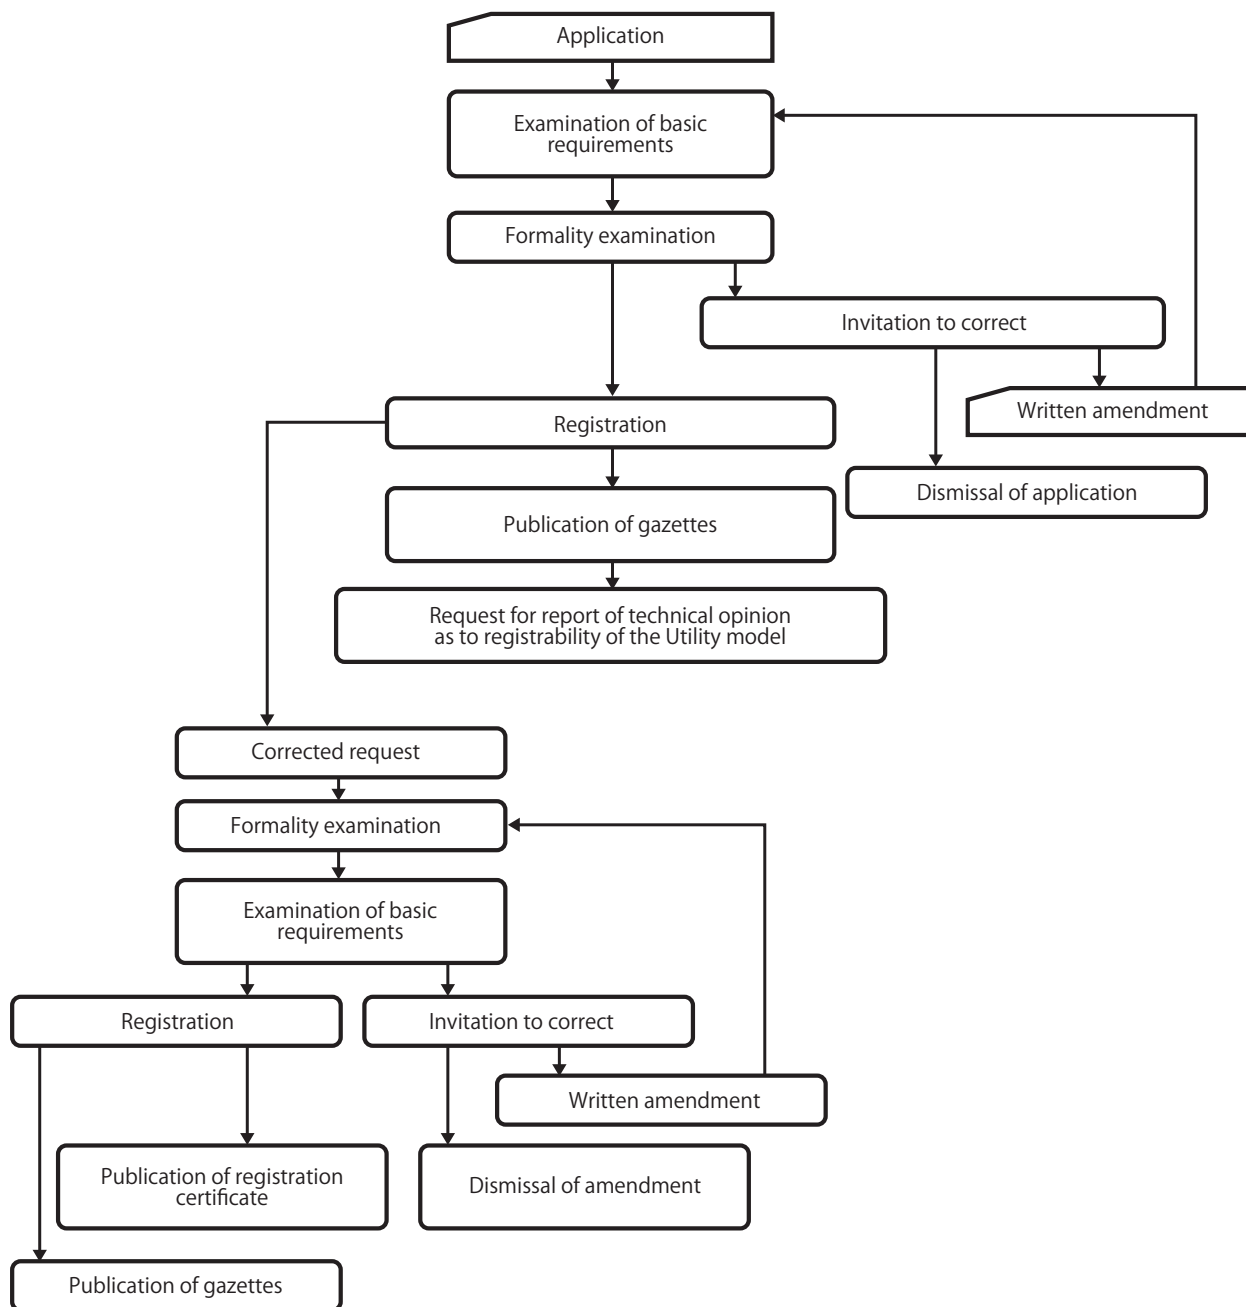 Application
Examination of basic
requirements
Formality examination
Invitation to correct
Written amendment
Registration
Dismissal of application
Publication of gazettes
Request for report of technical opinion
as to registrability of the Utility model
Corrected request
Formality examination
Examination of basic
requirements
Registration
Invitation to correct
Written amendment
Publication of registration
certificate
Dismissal of amendment
Publication of gazettes